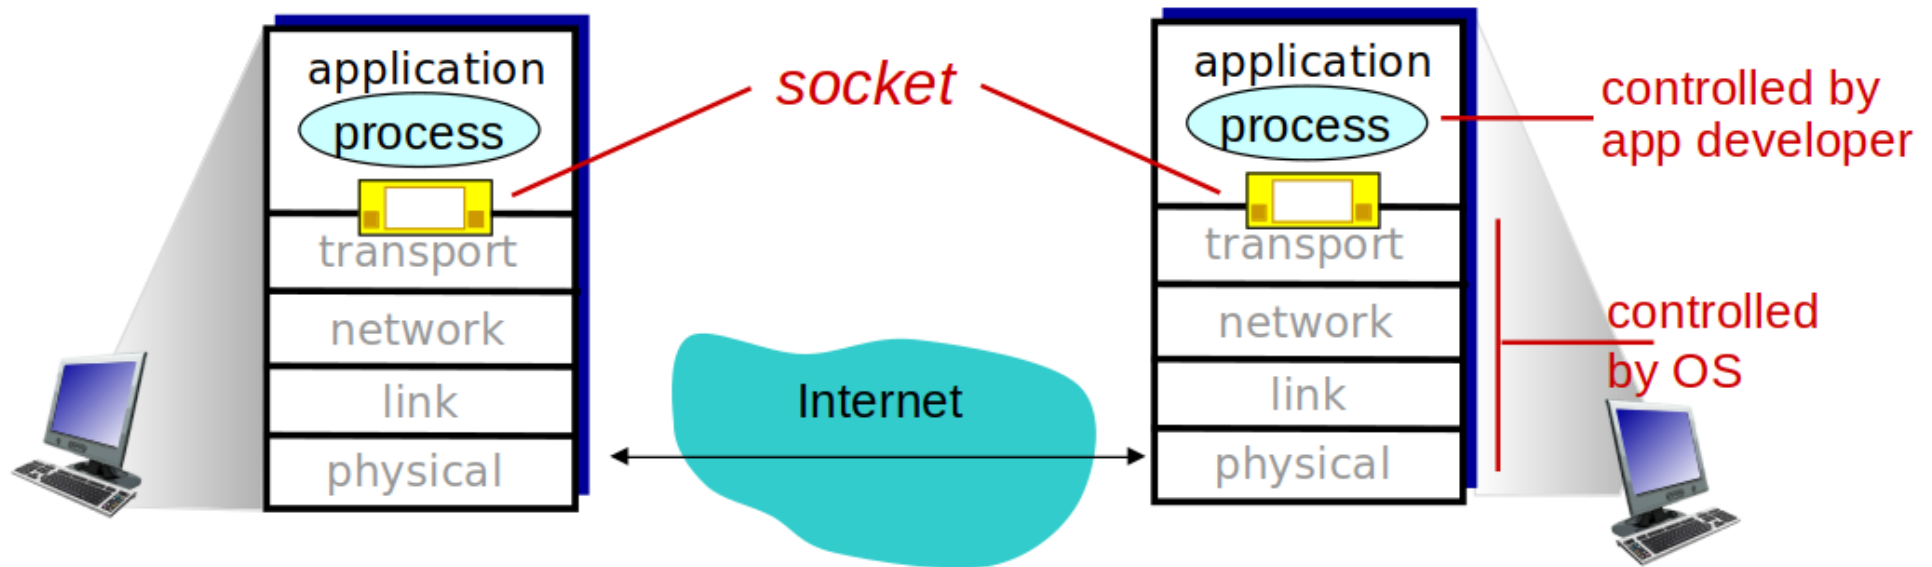 application
process
transport
network
link
physical
socket
Internet
application
process
transport
network
link
physical
controlled by
app developer
controlled
by OS